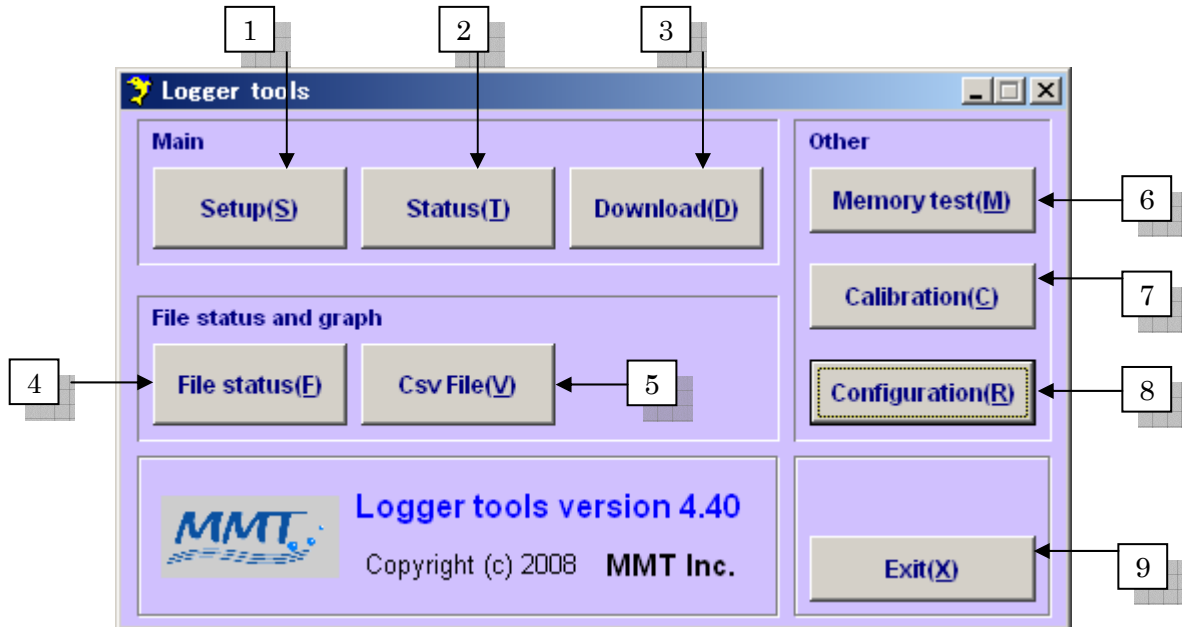 1
2
3
Logger tools
Main
Other
Setup(S)
Status(T)
Download(D)
Memory test(M)
6
Calibration(C)
7
File status and graph
4
File status(F)
Csv File(V)
5
Configuration(R)
8
MMT
Logger tools version 4.40
Copyright (c) 2008 MMT Inc.
Exit(X)
9